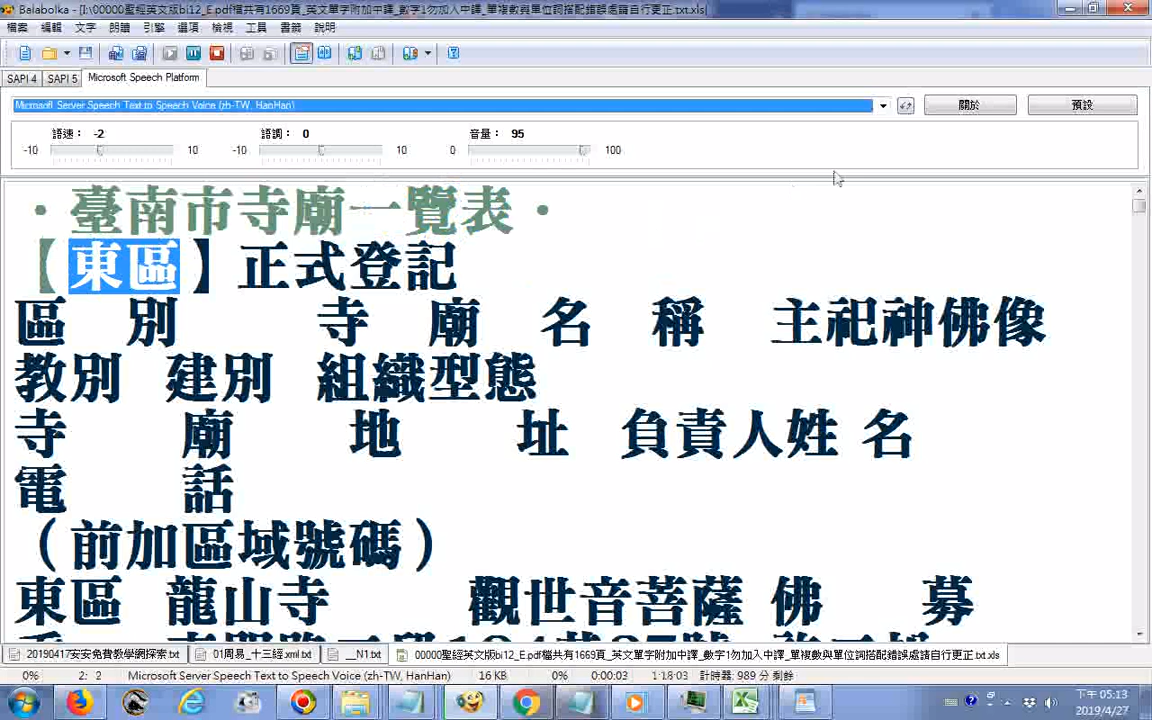 Balabolka - [I:\00000聖經英文版bi12_E.pdf檔共有1669頁_英文單字附加中譯_數字1勿加入中譯_單複數與單位詞搭配錯誤處請自行更正.txt.xls]
檔案 編輯 文字 朗讀 引擎 選項 檢視 工具 書籤 說明
SAPI 4 SAPI 5 Microsoft Speech Platform
Microsoft Server Speech Text to Speech Voice (zh-TW, HanHan) 關於 預設
語速： -2 語調： 0 音量： 95
-10 10 -10 10 0 100
・臺南市寺廟一覽表・
【東區】正式登記
區 別 寺 廟 名 稱 主祀神佛像
教別 建別 組織型態
寺 廟 地 址 負責人姓 名
電 話
（前加區域號碼）
東區 龍山寺 觀世音菩薩 佛 募
20190417安安免費教學網探索.txt 01周易_十三經.xml.txt __N1.txt 00000聖經英文版bi12_E.pdf檔共有1669頁_英文單字附加中譯_數字1勿加入中譯_單複數與單位詞搭配錯誤處請自行更正.txt.xls
0% 2: 2 Microsoft Server Speech Text to Speech Voice (zh-TW, HanHan) 16 KB 0% 0:00:03 1:18:03 計時器: 989 分 剩餘
下午 05:13
2019/4/27